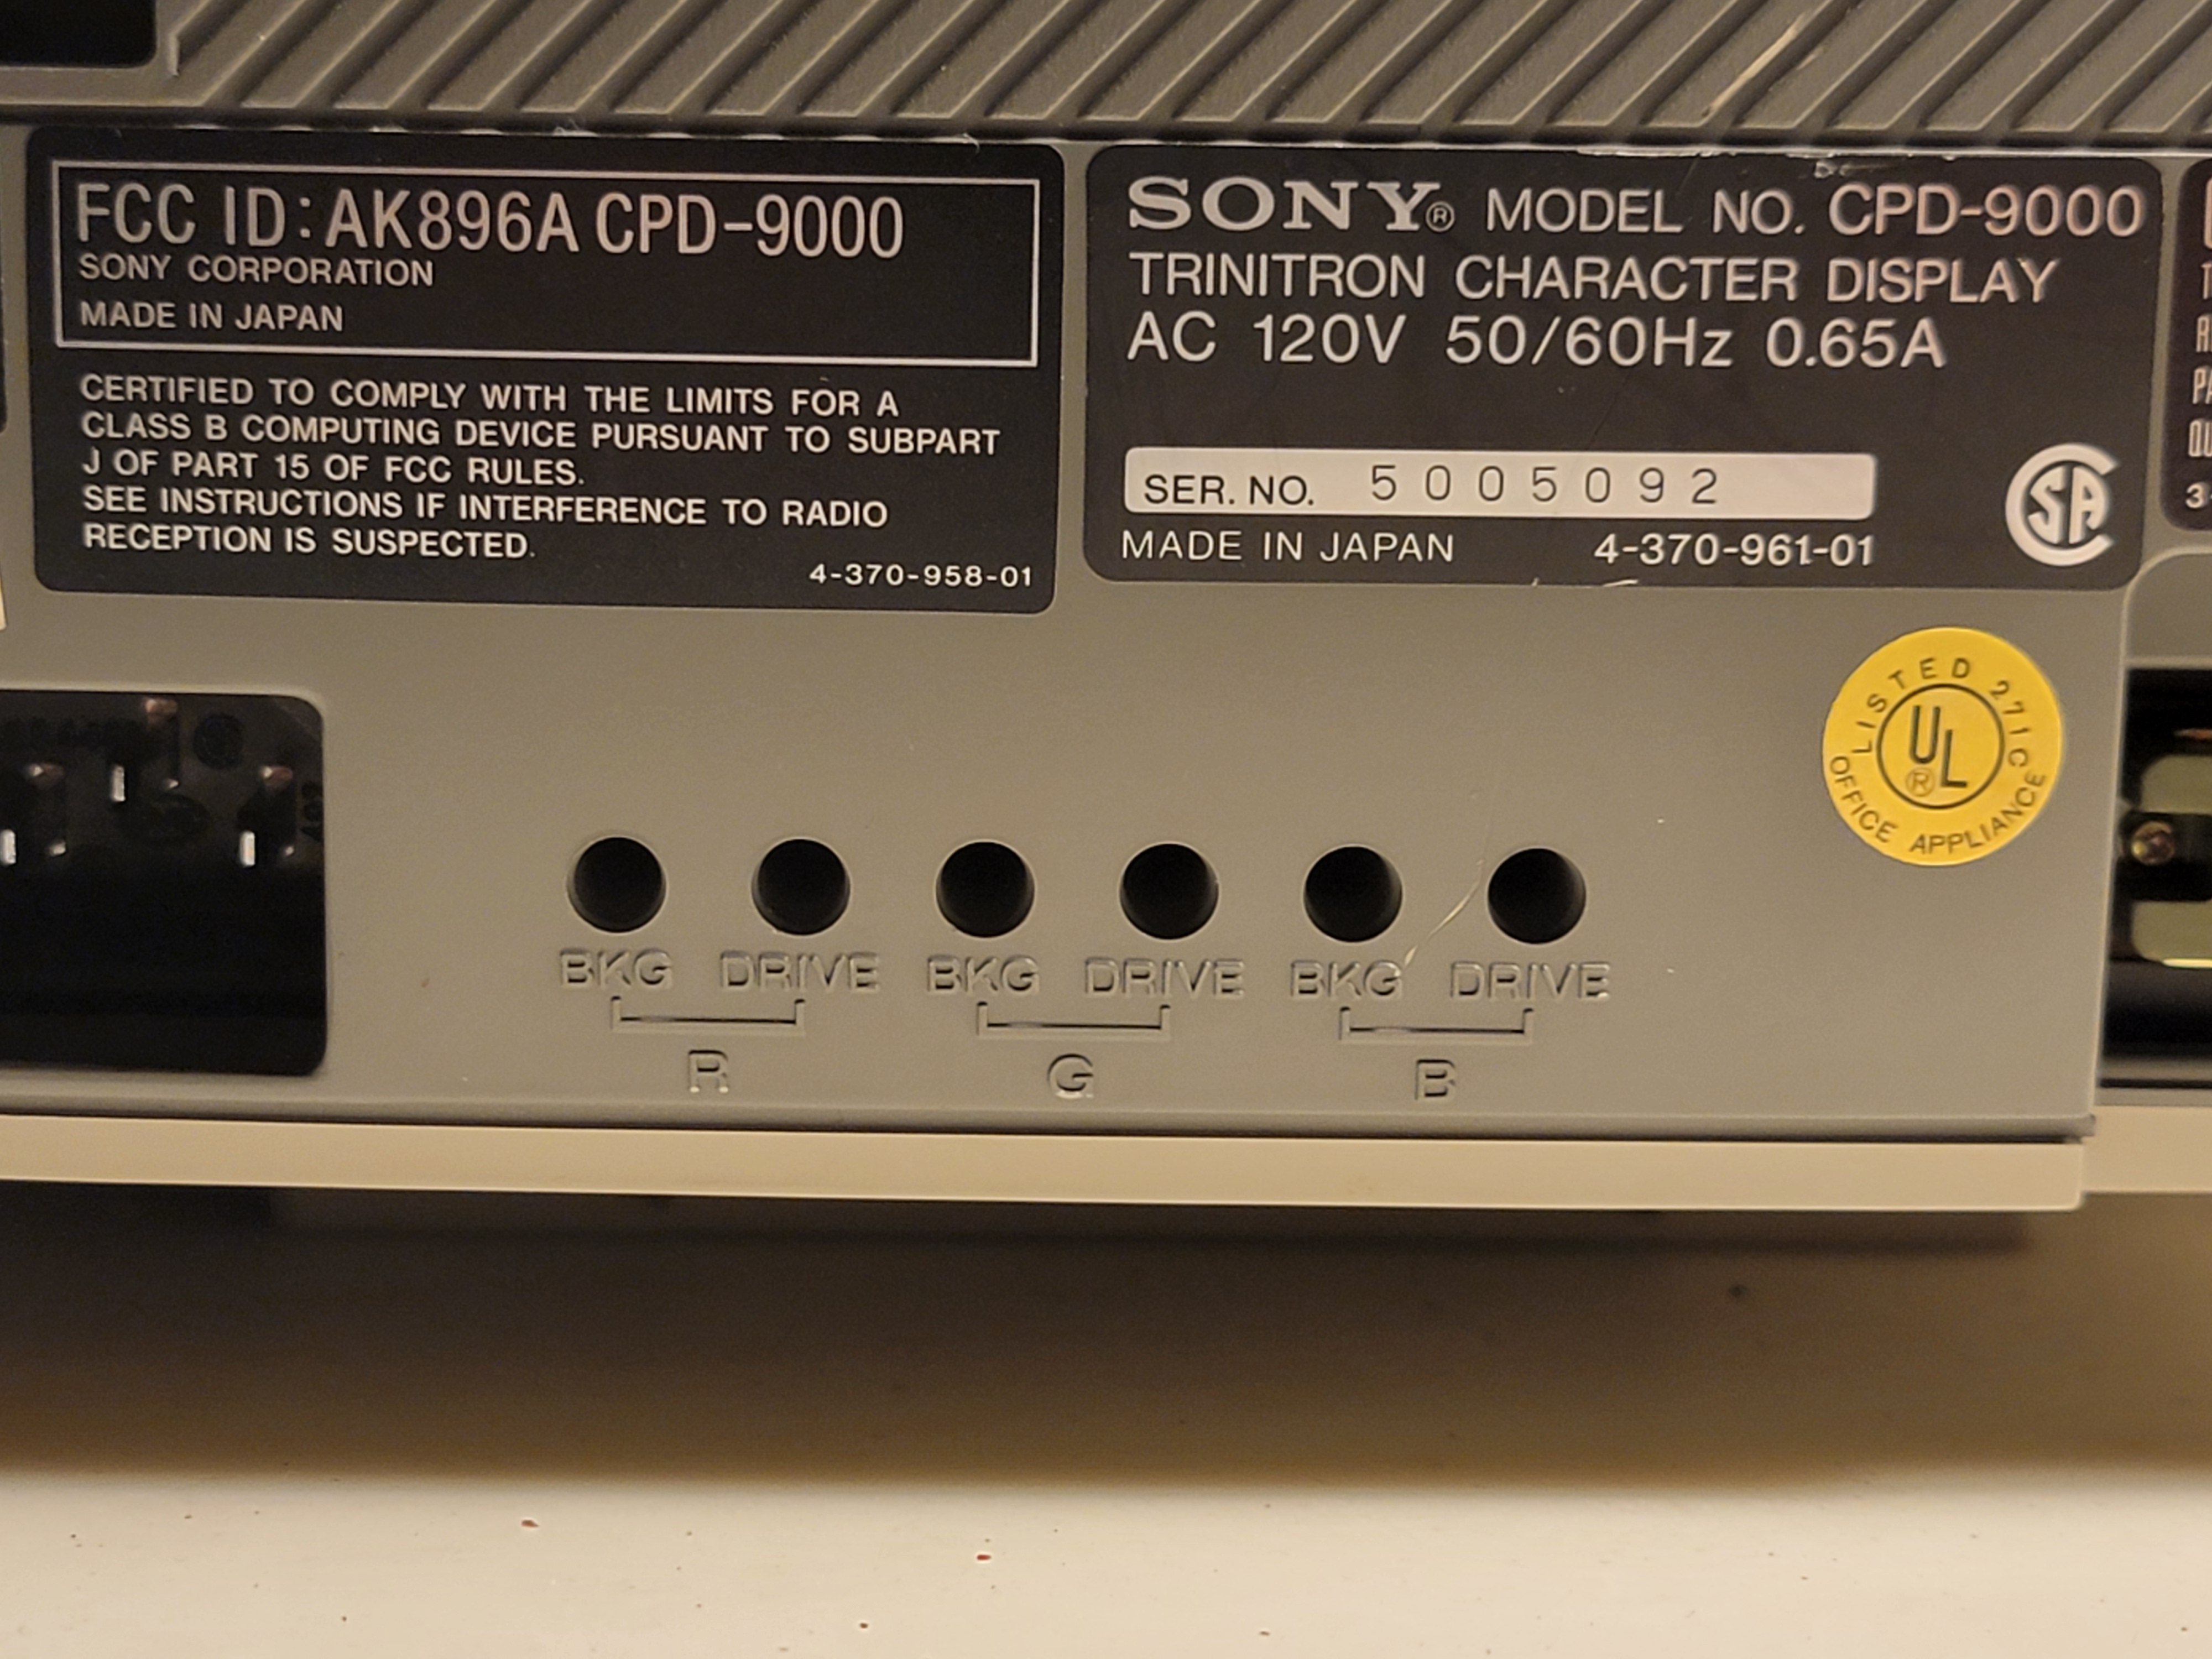 FCC ID: AK896A CPD-9000
SONY CORPORATION
MADE IN JAPAN
CERTIFIED TO COMPLY WITH THE LIMITS FOR A
CLASS B COMPUTING DEVICE PURSUANT TO SUBPART
J OF PART 15 OF FCC RULES.
SEE INSTRUCTIONS IF INTERFERENCE TO RADIO
RECEPTION IS SUSPECTED.
4-370-958-01
SONY® MODEL NO. CPD-9000
TRINITRON CHARACTER DISPLAY
AC 120V 50/60Hz 0.65A
SER. NO. 5005092
MADE IN JAPAN 4-370-961-01
SA
LISTED 271C
UL®
OFFICE APPLIANCE
BKG DRIVE BKG DRIVE BKG DRIVE
R G B